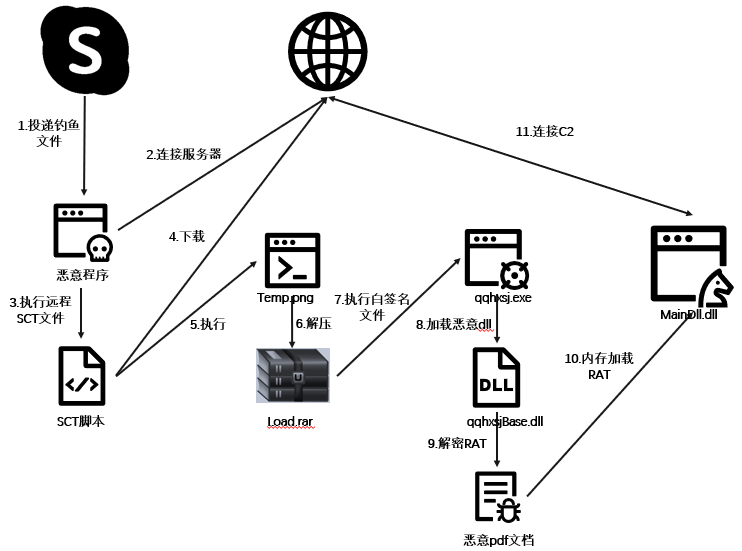 1.投递钓鱼
文件
2.连接服务器
11.连接C2
4.下载
恶意程序
3.执行远程
SCT文件
Temp.png
7.执行白签名
文件
qqhxsj.exe
MainDll.dll
5.执行
6.解压
8.加载恶意dll
10.内存加载
RAT
DLL
SCT脚本
Load.rar
qqhxsjBase.dll
9.解密RAT
恶意pdf文档